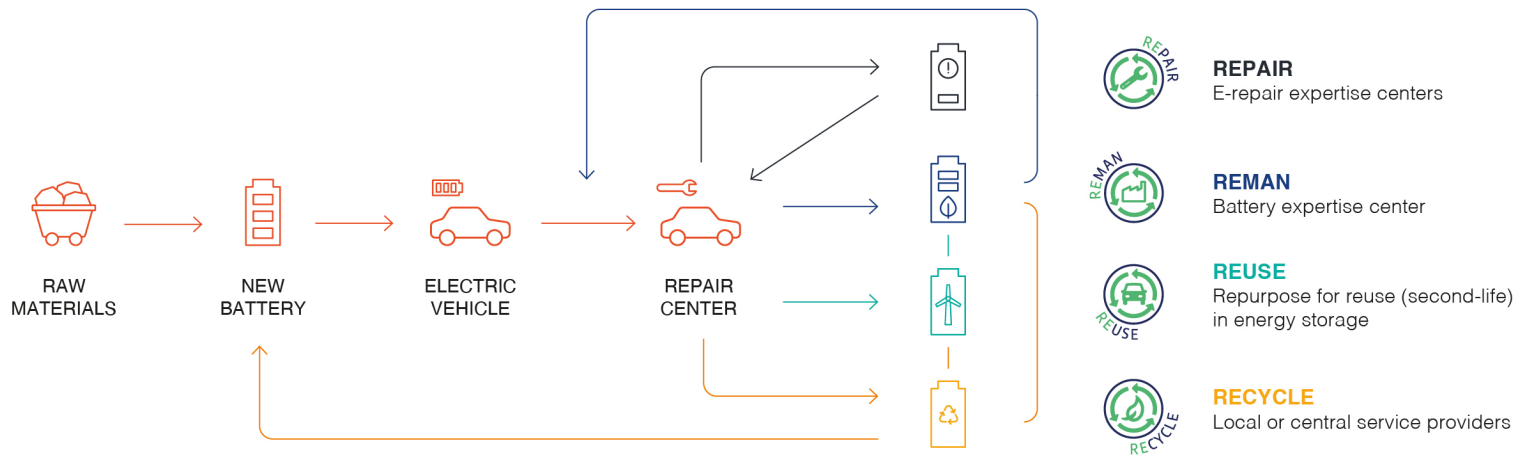 RAW
MATERIALS
NEW
BATTERY
ELECTRIC
VEHICLE
REPAIR
CENTER
REPAIR
REPAIR
E-repair expertise centers
REMAN
REMAN
Battery expertise center
REUSE
REUSE
Repurpose for reuse (second-life)
in energy storage
RECYCLE
RECYCLE
Local or central service providers